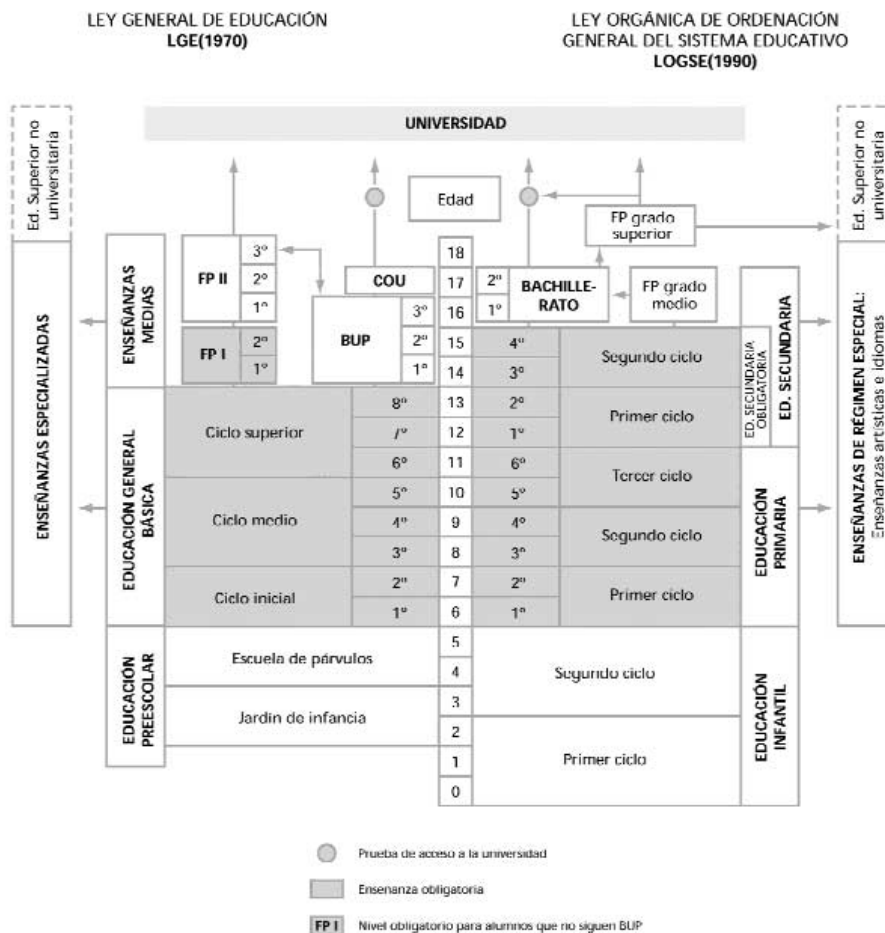 LEY GENERAL DE EDUCACIÓN
LGE(1970)
LEY ORGÁNICA DE ORDENACIÓN
GENERAL DEL SISTEMA EDUCATIVO
LOGSE(1990)
Ed. Superior no
universitaria
ENSEÑANZAS ESPECIALIZADAS
UNIVERSIDAD
Edad
FP grado
superior
ENSEÑANZAS
MEDIAS
FP II
3º
2º
1º
FP I
2º
1º
COU
BUP
3º
2º
1º
18
17
16
15
14
13
12
11
10
9
8
7
6
5
4
3
2
1
0
2º
1º
BACHILLE-
RATO
FP grado
medio
4º
3º
Segundo ciclo
2º
1º
Primer ciclo
6º
5º
Tercer ciclo
4º
3º
Segundo ciclo
2º
1º
Primer ciclo
ED. SECUNDARIA
OBLIGATORIA
ED. SECUNDARIA
EDUCACIÓN
PRIMARIA
EDUCACIÓN GENERAL
BÁSICA
Ciclo superior
8º
7º
6º
Ciclo medio
5º
4º
3º
Ciclo inicial
2º
1º
EDUCACIÓN
PREESCOLAR
Escuela de párvulos
Jardín de infancia
Segundo ciclo
Primer ciclo
EDUCACIÓN
INFANTIL
Ed. Superior no
universitaria
ENSEÑANZAS DE RÉGIMEN ESPECIAL:
Enseñanzas artísticas e idiomas
Prueba de acceso a la universidad
Ensenanza obligatoria
FP I Nivel obligatorio para alumnos que no siguen BUP